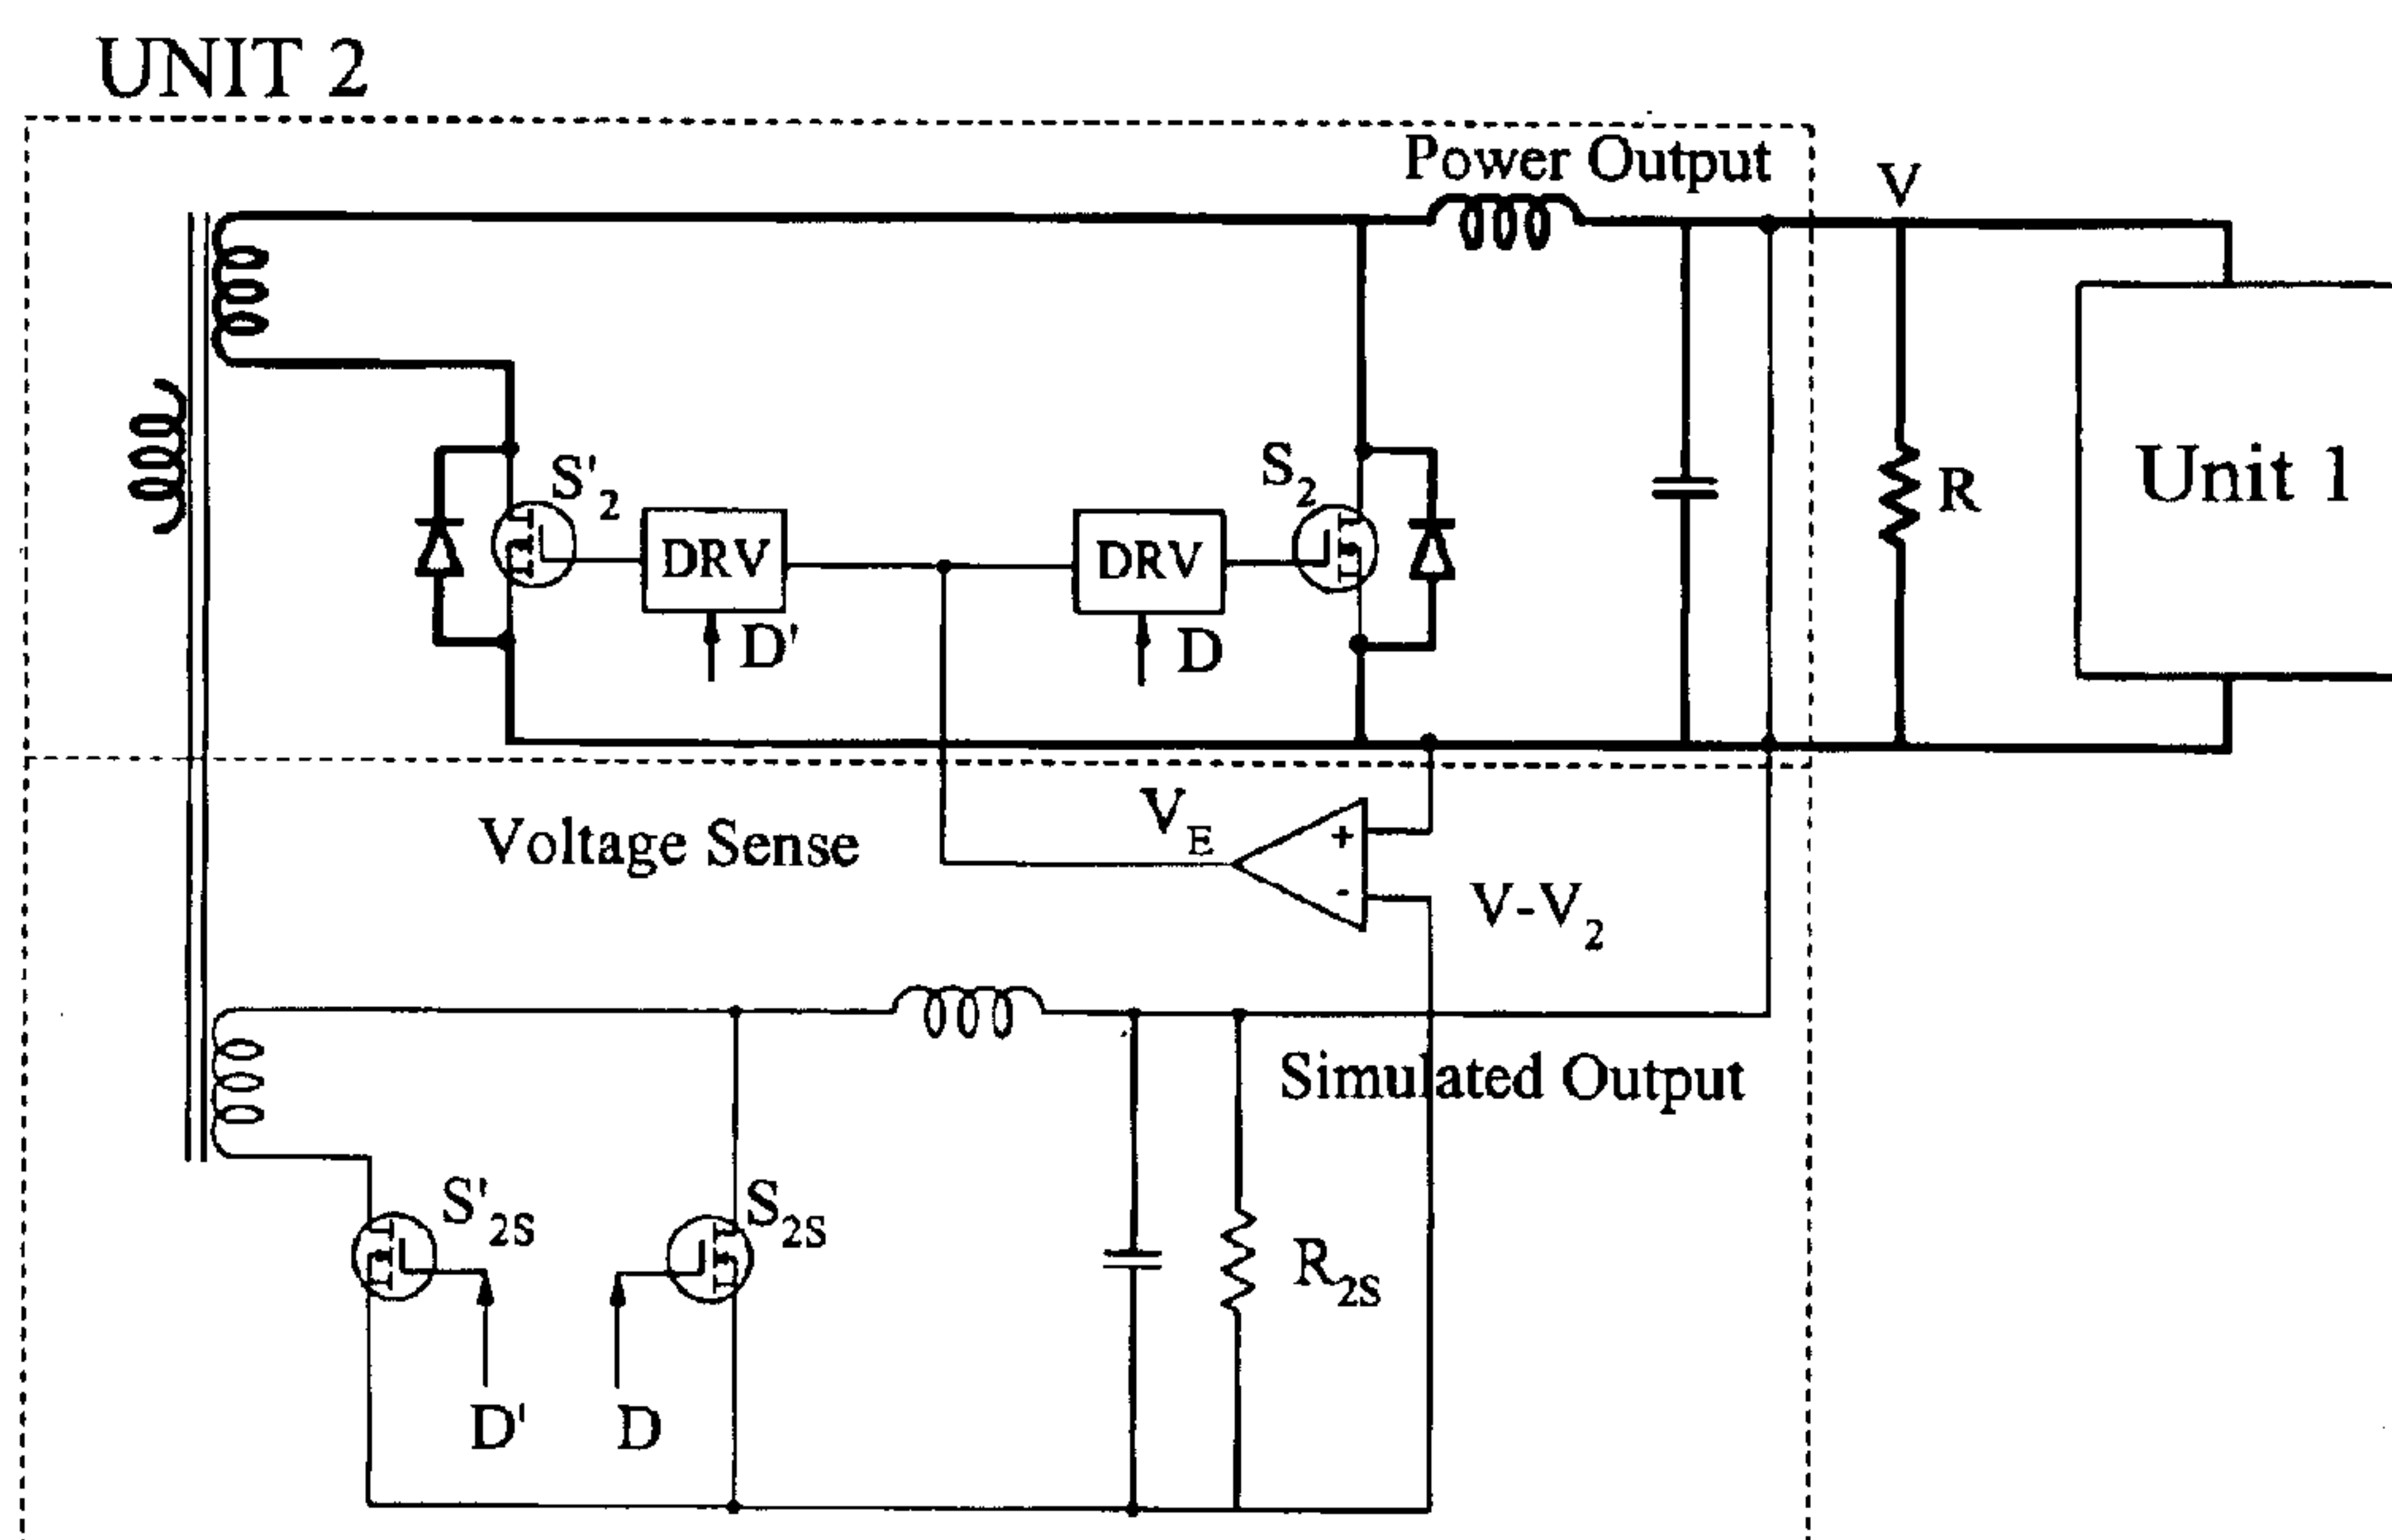 UNIT 2
Power Output
V
S'2
S2
DRV
DRV
R
Unit 1
D'
D
VE
+
-
Voltage Sense
V-V2
Simulated Output
S'2S
S2S
R2S
D'
D